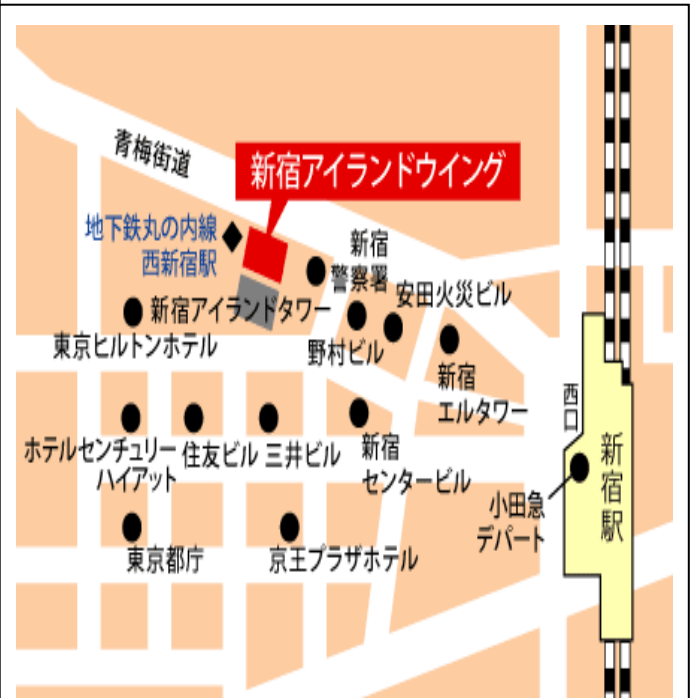 青梅街道
新宿アイランドウイング
地下鉄丸の内線
西新宿駅
新宿
警察署
安田火災ビル
新宿アイランドタワー
東京ヒルトンホテル
野村ビル
新宿
エルタワー
西口
新宿駅
ホテルセンチュリー
ハイアット
住友ビル
三井ビル
新宿
センタービル
小田急
デパート
東京都庁
京王プラザホテル